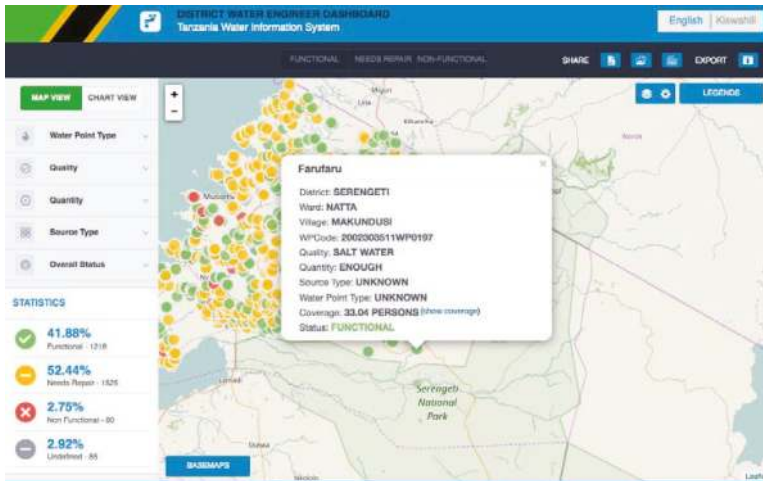 DISTRICT WATER ENGINEER DASHBOARD
Tanzania Water Information System
English | Kiswahili
FUNCTIONAL NEEDS REPAIR NON-FUNCTIONAL
SHARE
EXPORT
MAP VIEW CHART VIEW
LEGENDS
Water Point Type
Quality
Quantity
Source Type
Overall Status
STATISTICS
41.88%
Functional - 1218
52.44%
Needs Repair - 1525
2.75%
Non Functional - 80
2.92%
Undefined - 85
+
-
Musoma
Farufaru
×
District: SERENGETI
Ward: NATTA
Village: MAKUNDUSI
WPCode: 2002303511WP0197
Quality: SALT WATER
Quantity: ENOUGH
Source Type: UNKNOWN
Water Point Type: UNKNOWN
Coverage: 33.04 PERSONS (show coverage)
Status: FUNCTIONAL
Serengeti
National
Park
BASEMAPS